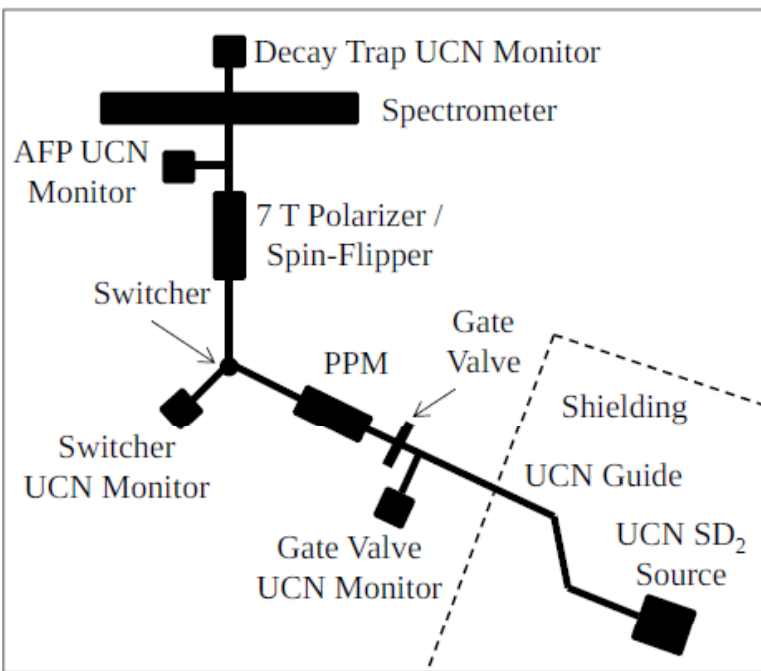 Decay Trap UCN Monitor
Spectrometer
AFP UCN
Monitor
7 T Polarizer /
Spin-Flipper
Switcher
Gate
Valve
PPM
Shielding
Switcher
UCN Monitor
UCN Guide
Gate Valve
UCN Monitor
UCN SD₂
Source